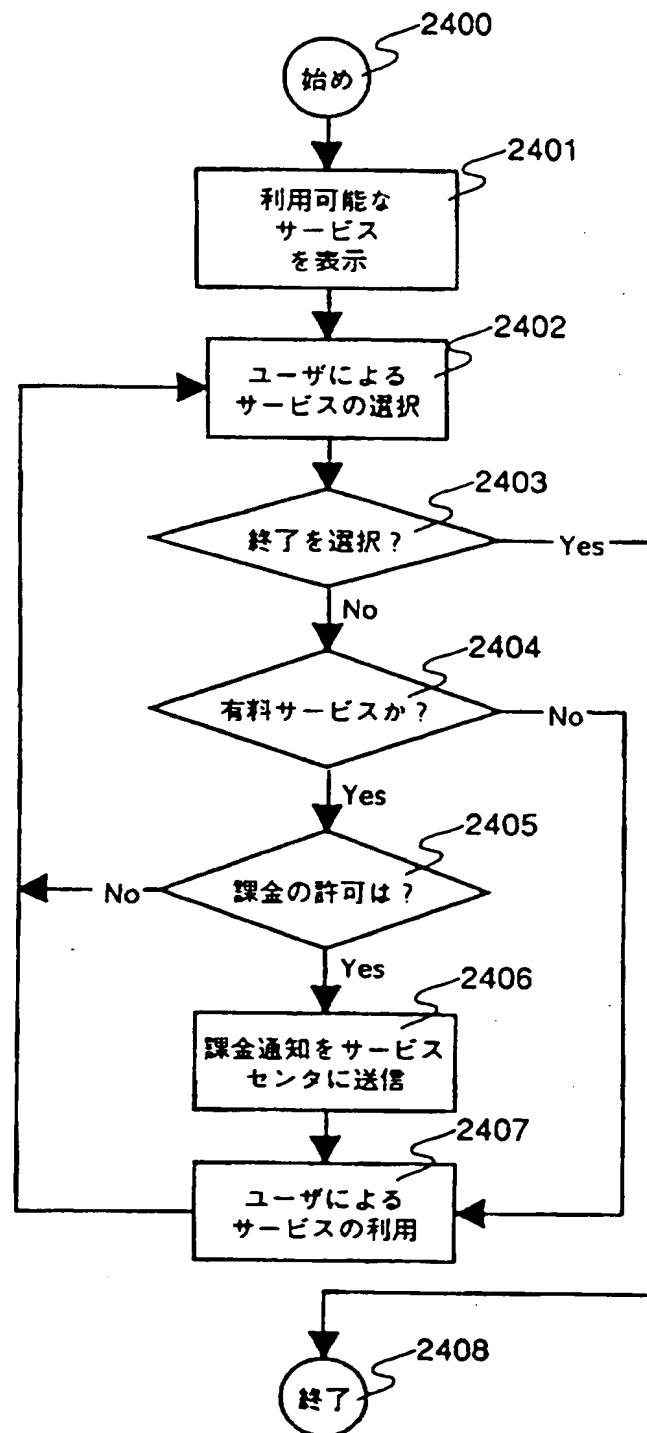 2400
始め
2401
利用可能な
サービス
を表示
2402
ユーザによる
サービスの選択
2403
終了を選択？
Yes
No
2404
有料サービスか？
No
Yes
2405
課金の許可は？
No
Yes
2406
課金通知をサービス
センタに送信
2407
ユーザによる
サービスの利用
2408
終了